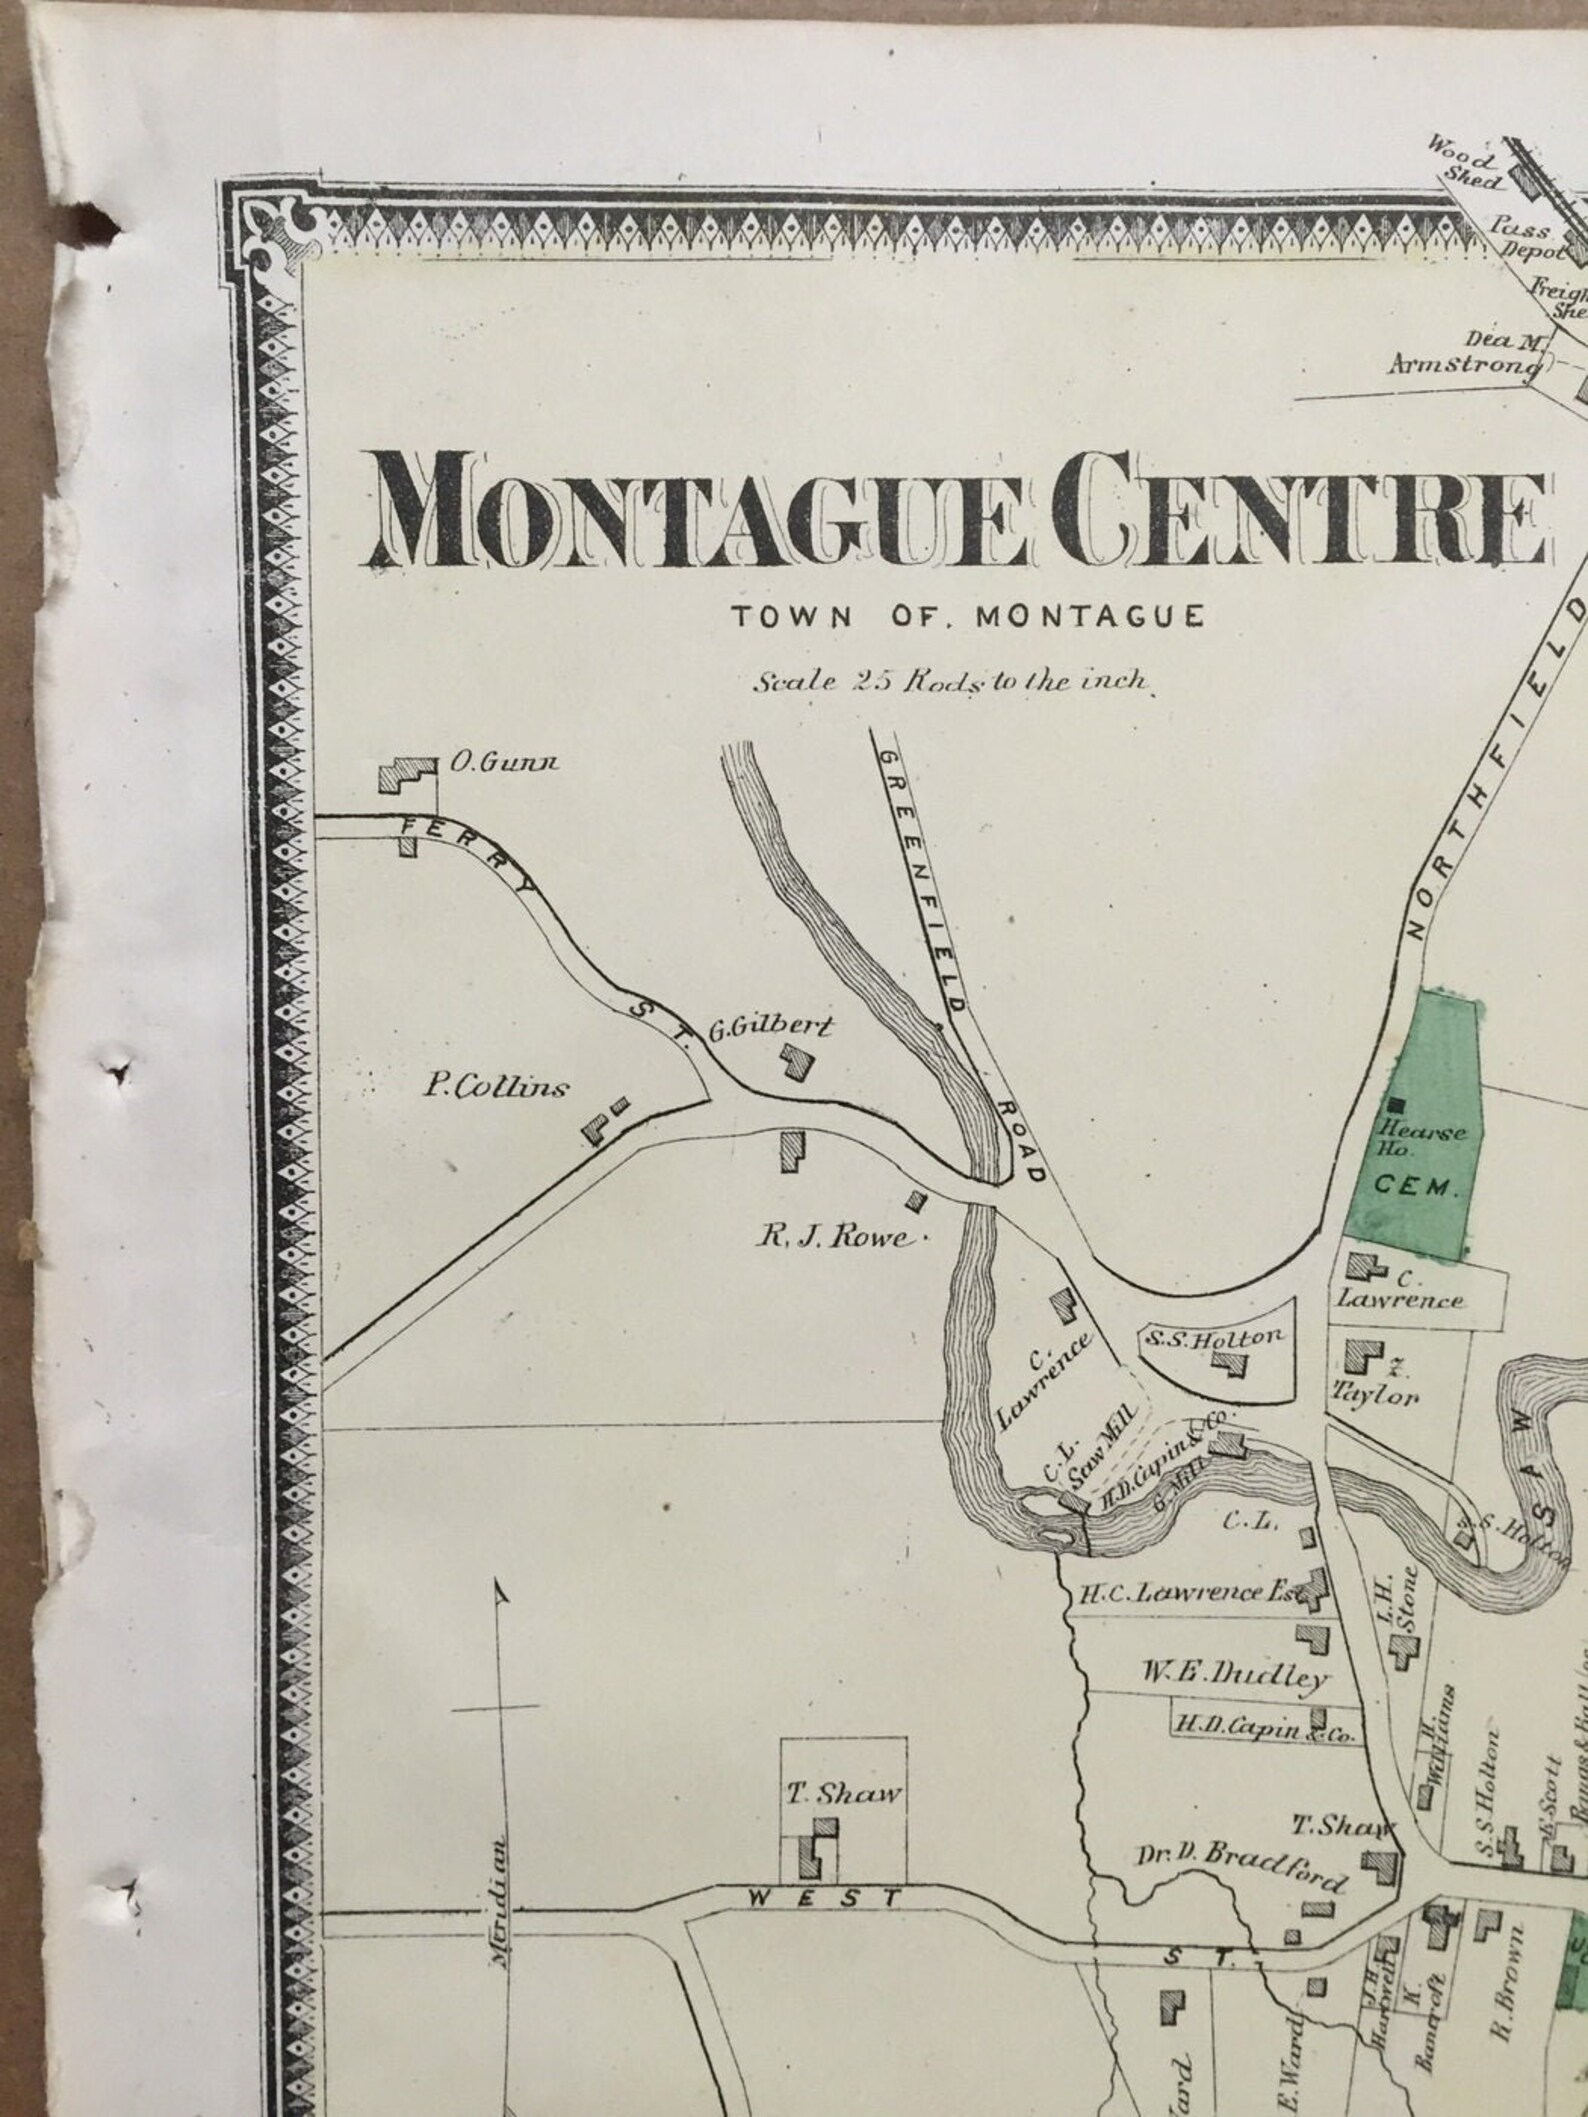 Wood
Shed
Pass
Depot
Dea M.
Armstrong
MONTAGUE CENTRE
TOWN OF. MONTAGUE
Scale 25 Rods to the inch.
NORTHFIELD
GREENFIELD ROAD
O. Gunn
FERRY ST.
G. Gilbert
P. Collins
R. J. Rowe.
Hearse
Ho.
CEM.
C.
Lawrence
S.S. Holton
Z.
Taylor
C.
Lawrence
C.L.
Saw Mill
H.D. Capin & Co.
G. Mill
SAW
S.S. Holton
C.L.
H.C. Lawrence Est
L.H.
Stone
W. E. Dudley
H.D. Capin & Co.
H.
Williams
S.S. Holton
E. Scott
T. Shaw
T. Shaw
Dr. D. Bradford
WEST ST.
Meridian
J.H.
Hartwell
K.
Bancroft
R. Brown
E. Ward